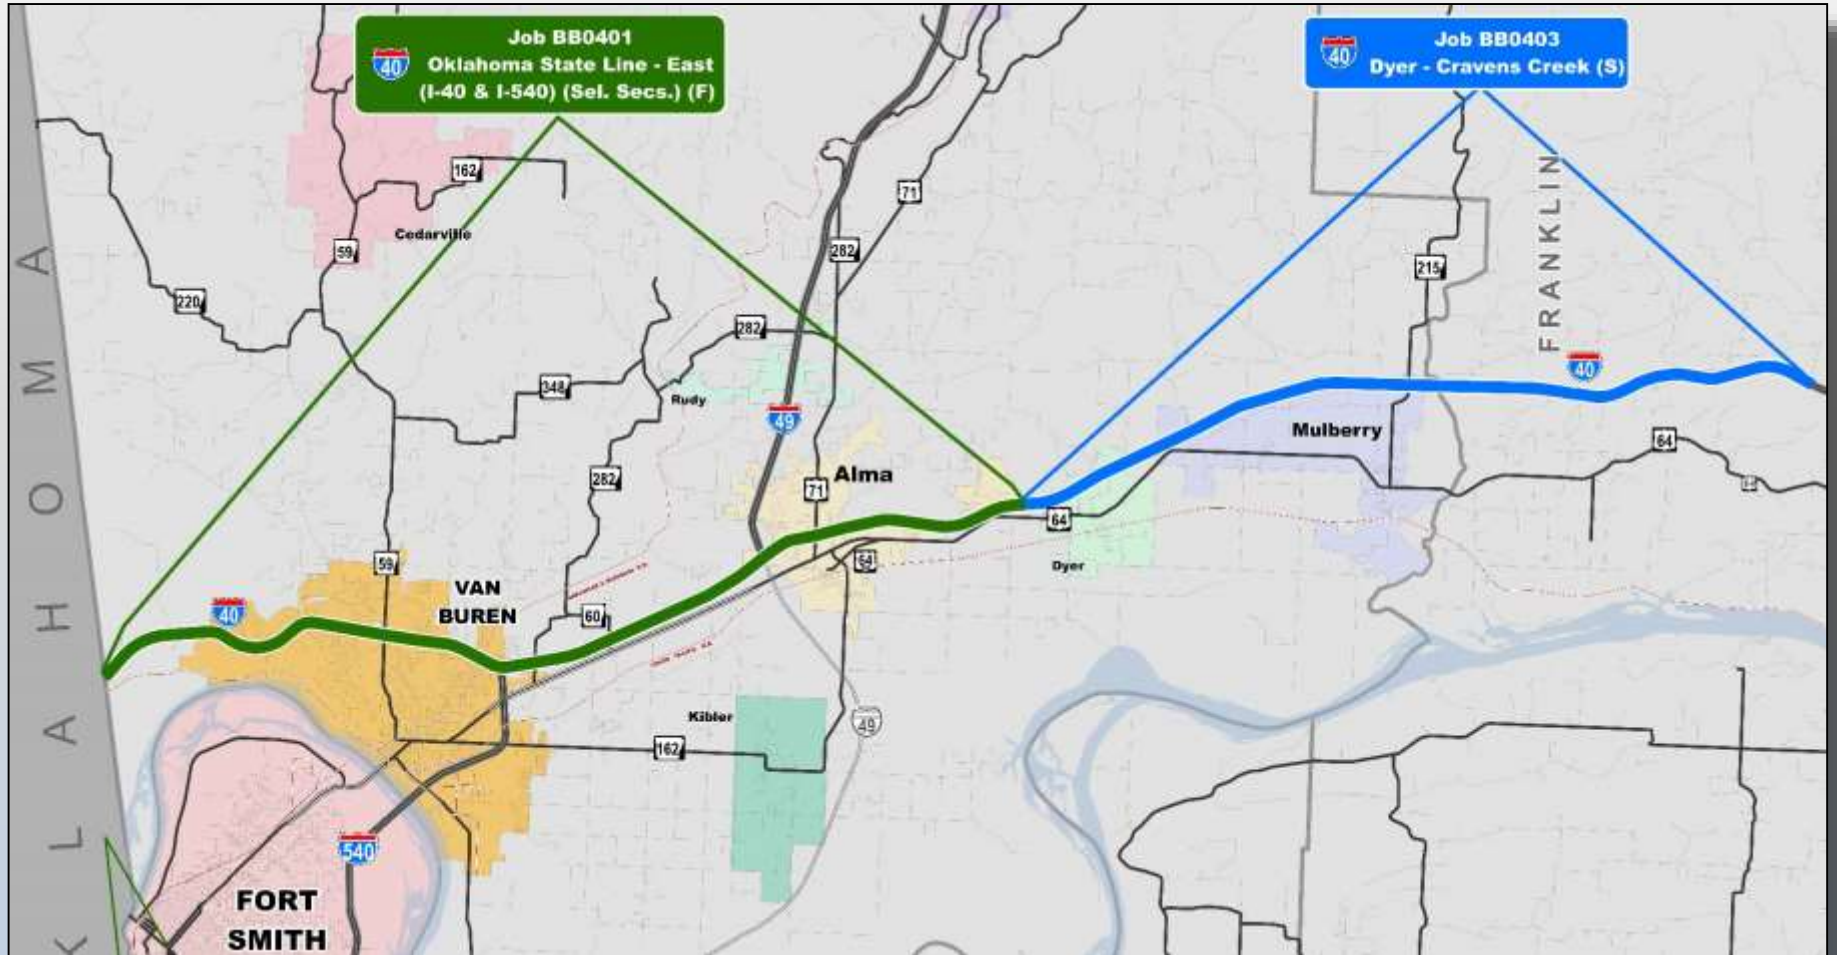 Job BB0401
40
Oklahoma State Line - East
(I-40 & I-540) (Sel. Secs.) (F)
Job BB0403
40
Dyer - Cravens Creek (S)
162
71
Cedarville
59
282
215
FRANKLIN
220
282
40
348
Rudy
49
Mulberry
64
Alma
282
71
64
59
64
Dyer
VAN
BUREN
40
60
Kibler
49
162
540
FORT
SMITH
KLAHOMA